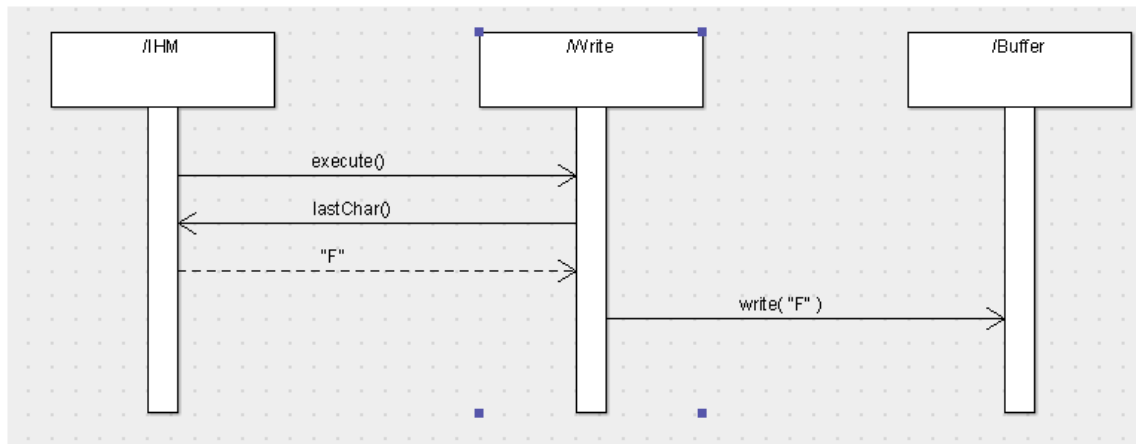 /IHM
/Write
/Buffer
execute()
lastChar()
"F"
write( "F" )